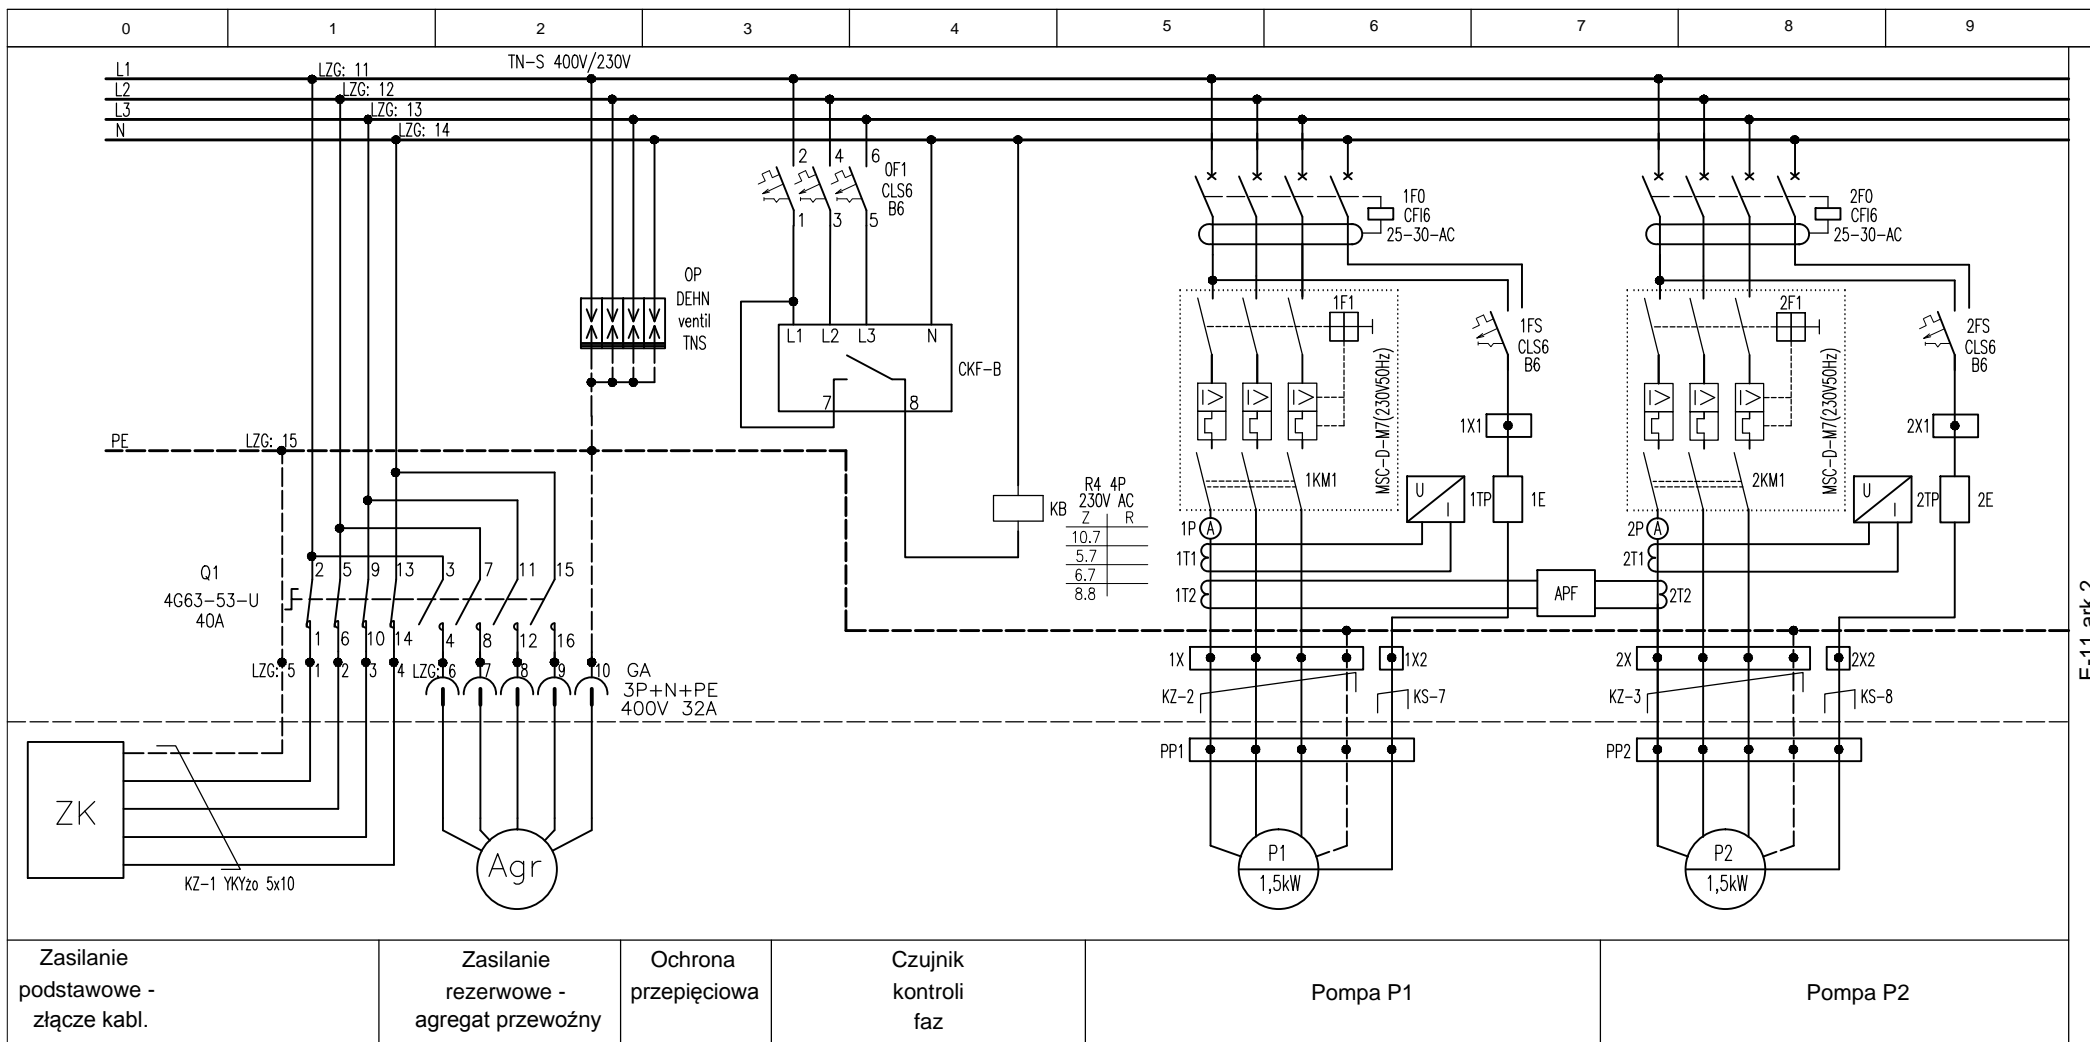 0 1 2 3 4 5 6 7 8 9
TN-S 400V/230V
L1 LZG: 11
L2 LZG: 12
L3 LZG: 13
N LZG: 14
2 4 6
0F1
CLS6
B6
1 3 5
1F0
CFI6
25-30-AC
2F0
CFI6
25-30-AC
OP
DEHN
ventil
TNS
L1 L2 L3 N
CKF-B
7 8
1F1
1FS
CLS6
B6
MSC-D-M7(230V50Hz)
2F1
2FS
CLS6
B6
MSC-D-M7(230V50Hz)
1X1
2X1
PE LZG: 15
1KM1
2KM1
KB
R4 4P
230V AC
Z R
10.7
5.7
6.7
8.8
U I 1TP 1E
U I 2TP 2E
1P A
2P A
1T1
2T1
1T2 APF 2T2
Q1
4G63-53-U
40A
2 5 9 13 3 7 11 15
1 6 10 14 4 8 12 16
LZG: 5 1 2 3 4 LZG: 6 7 8 9 10
GA
3P+N+PE
400V 32A
1X 1X2
2X 2X2
KZ-2 KS-7
KZ-3 KS-8
PP1
PP2
ZK
Agr
KZ-1 YKYżo 5x10
P1
1,5kW
P2
1,5kW
E-11 ark.2
Zasilanie
podstawowe -
złącze kabl.
Zasilanie
rezerwowe -
agregat przewoźny
Ochrona
przepięciowa
Czujnik
kontroli
faz
Pompa P1
Pompa P2